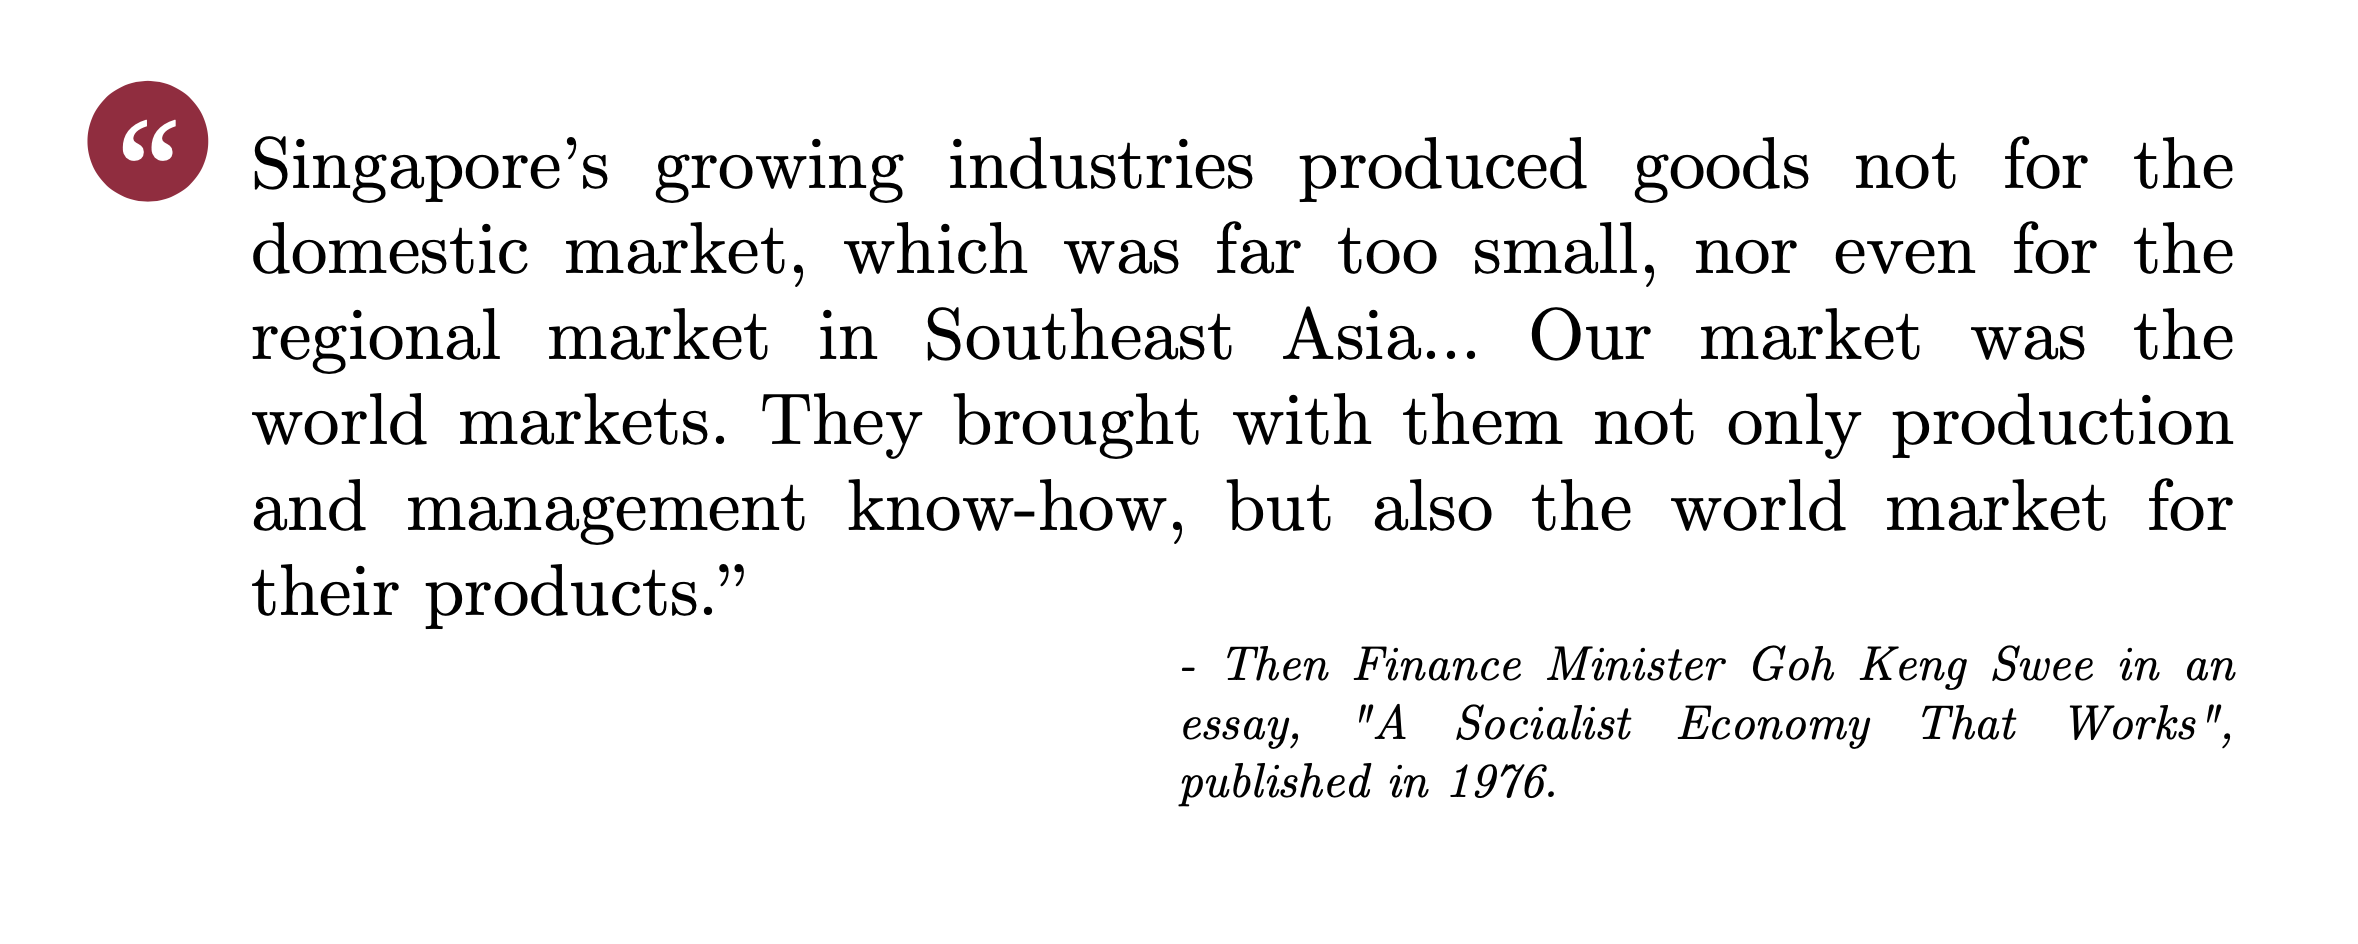 “
Singapore’s growing industries produced goods not for the
domestic market, which was far too small, nor even for the
regional market in Southeast Asia... Our market was the
world markets. They brought with them not only production
and management know-how, but also the world market for
their products.”
- Then Finance Minister Goh Keng Swee in an
essay, "A Socialist Economy That Works",
published in 1976.